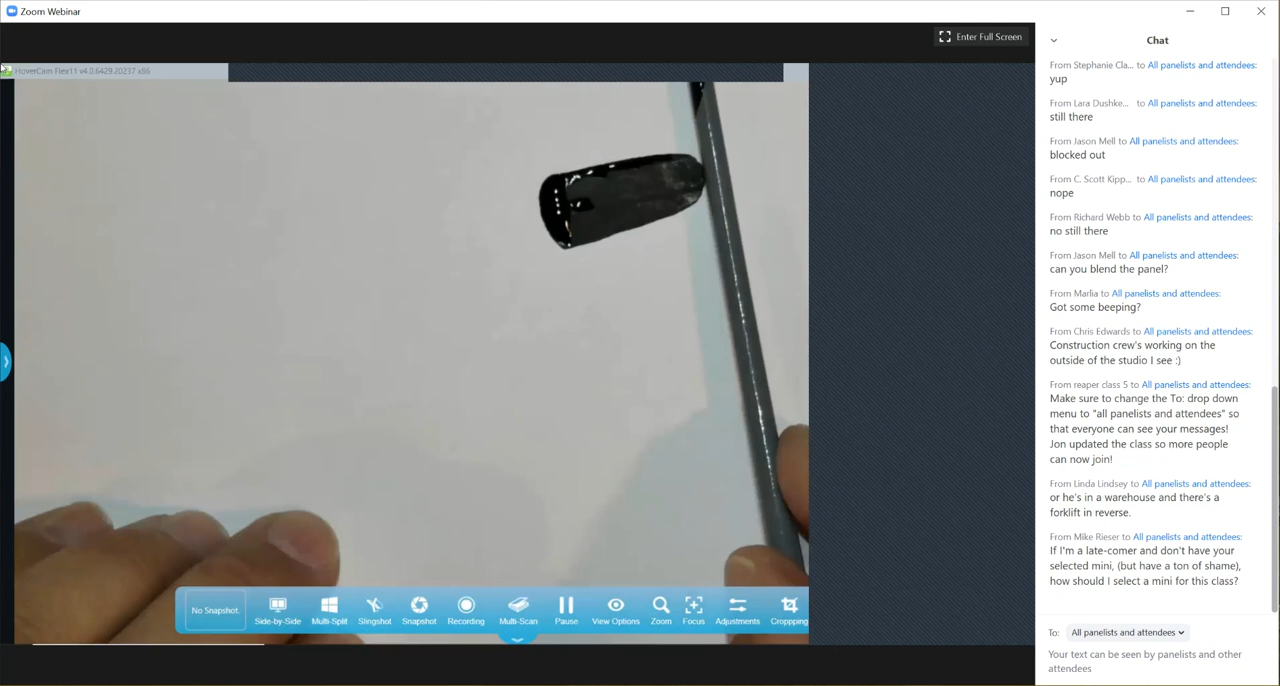 Zoom Webinar
Enter Full Screen
HoverCam Flex11 v4.0.6429.20237 x86
No Snapshot.
Side-by-Side
Multi-Split
Slingshot
Snapshot
Recording
Multi-Scan
Pause
View Options
Zoom
Focus
Adjustments
Croppping
Chat
From Stephanie Cla... to All panelists and attendees:
yup
From Lara Dushke... to All panelists and attendees:
still there
From Jason Mell to All panelists and attendees:
blocked out
From C. Scott Kipp... to All panelists and attendees:
nope
From Richard Webb to All panelists and attendees:
no still there
From Jason Mell to All panelists and attendees:
can you blend the panel?
From Marlia to All panelists and attendees:
Got some beeping?
From Chris Edwards to All panelists and attendees:
Construction crew's working on the
outside of the studio I see :)
From reaper class 5 to All panelists and attendees:
Make sure to change the To: drop down
menu to "all panelists and attendees" so
that everyone can see your messages!
Jon updated the class so more people
can now join!
From Linda Lindsey to All panelists and attendees:
or he's in a warehouse and there's a
forklift in reverse.
From Mike Rieser to All panelists and attendees:
If I'm a late-comer and don't have your
selected mini, (but have a ton of shame),
how should I select a mini for this class?
To: All panelists and attendees
Your text can be seen by panelists and other
attendees